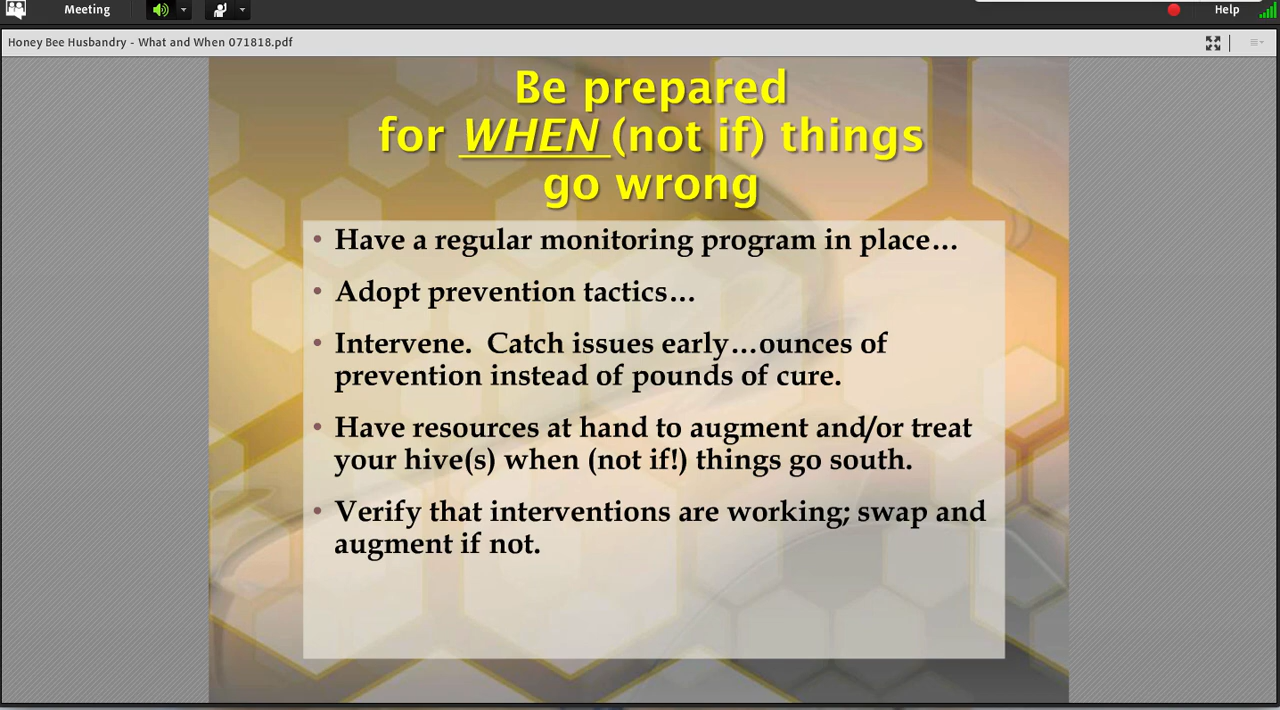 Meeting
Help
Honey Bee Husbandry - What and When 071818.pdf
Be prepared
for WHEN (not if) things
go wrong
• Have a regular monitoring program in place…
• Adopt prevention tactics…
• Intervene.  Catch issues early…ounces of
prevention instead of pounds of cure.
• Have resources at hand to augment and/or treat
your hive(s) when (not if!) things go south.
• Verify that interventions are working; swap and
augment if not.